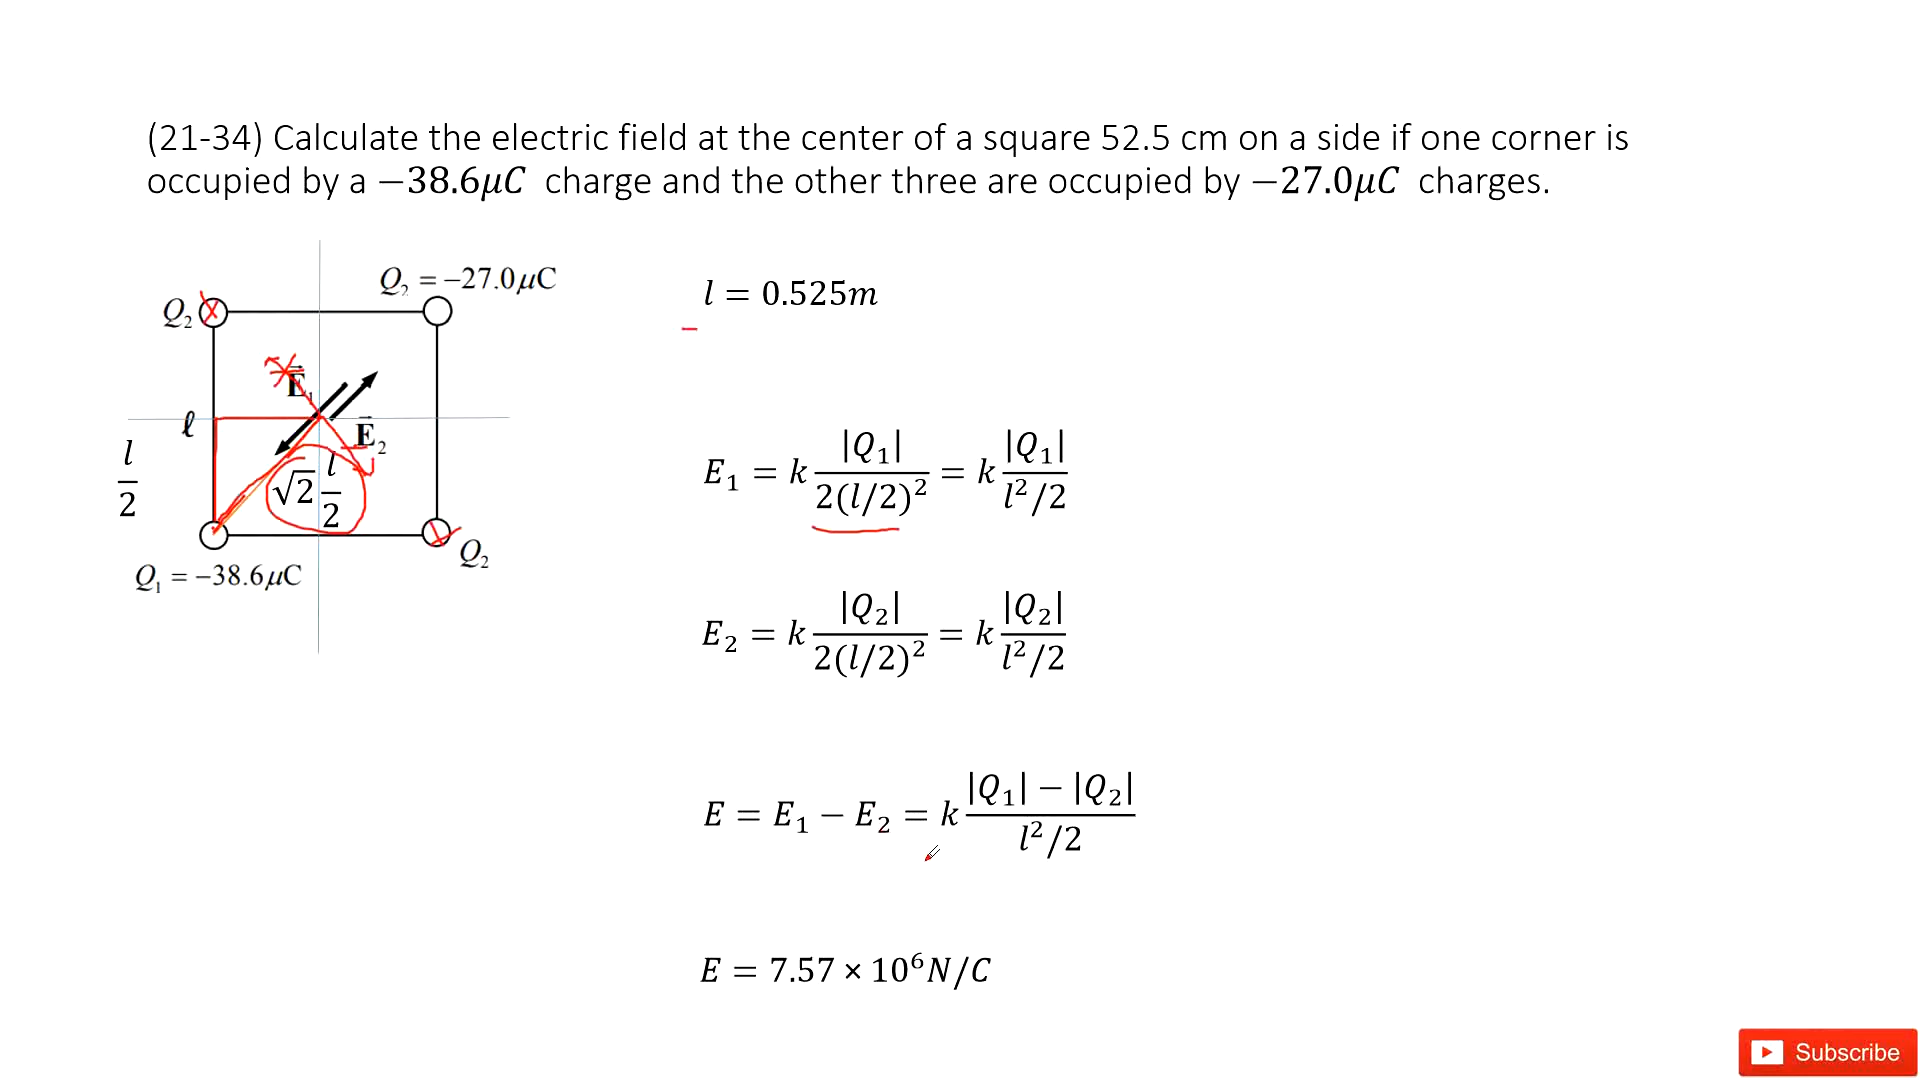 (21-34) Calculate the electric field at the center of a square 52.5 cm on a side if one corner is
occupied by a −38.6μC charge and the other three are occupied by −27.0μC charges.
Q₂ = −27.0μC
Q₂
E⃗₁
ℓ
E⃗₂
l/2
√2 l/2
Q₂
Q₁ = −38.6μC
l = 0.525m
E₁ = k |Q₁| / 2(l/2)² = k |Q₁| / l²/2
E₂ = k |Q₂| / 2(l/2)² = k |Q₂| / l²/2
E = E₁ − E₂ = k |Q₁| − |Q₂| / l²/2
E = 7.57 × 10⁶N/C
Subscribe